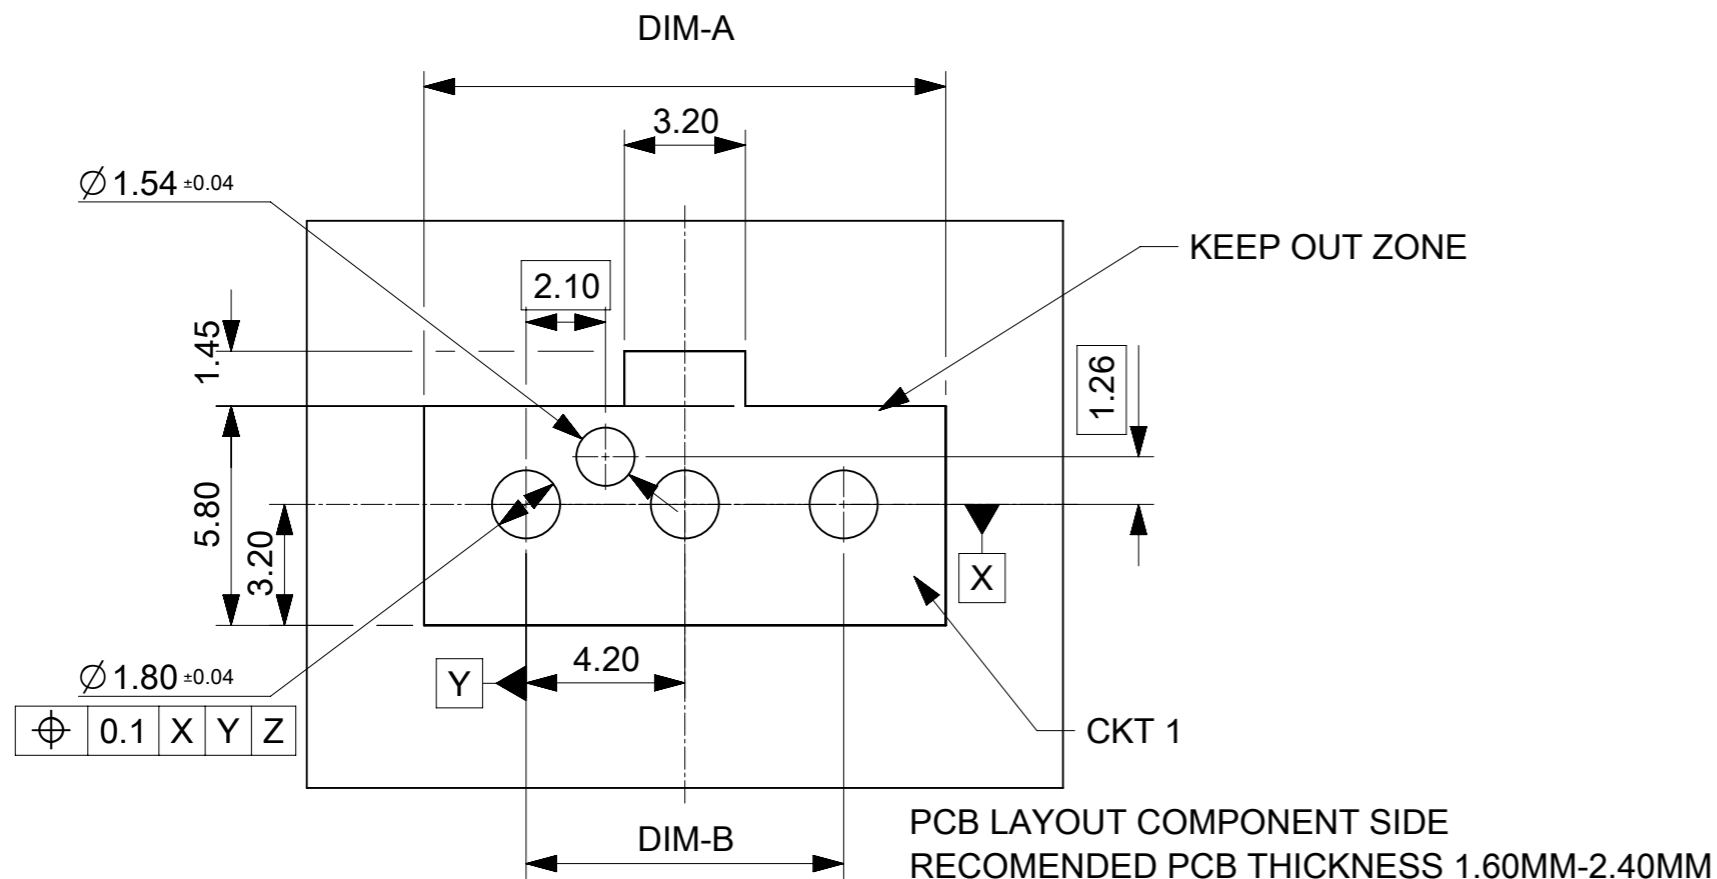 DIM-A
3.20
Ø 1.54 ±0.04
KEEP OUT ZONE
2.10
1.45
1.26
5.80
3.20
X
Ø 1.80 ±0.04
4.20
Y
⌖ 0.1 X Y Z
CKT 1
DIM-B
PCB LAYOUT COMPONENT SIDE
RECOMENDED PCB THICKNESS 1.60MM-2.40MM